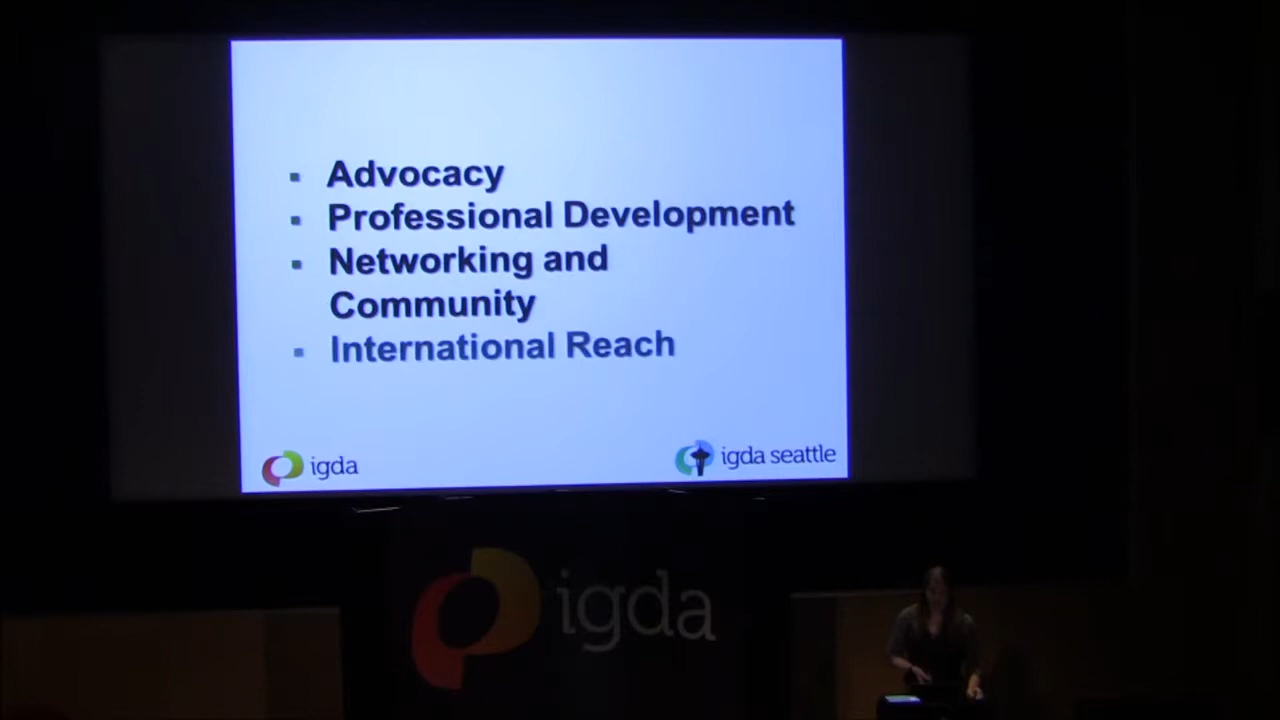 Advocacy
Professional Development
Networking and
Community
International Reach
igda
igda seattle
igda